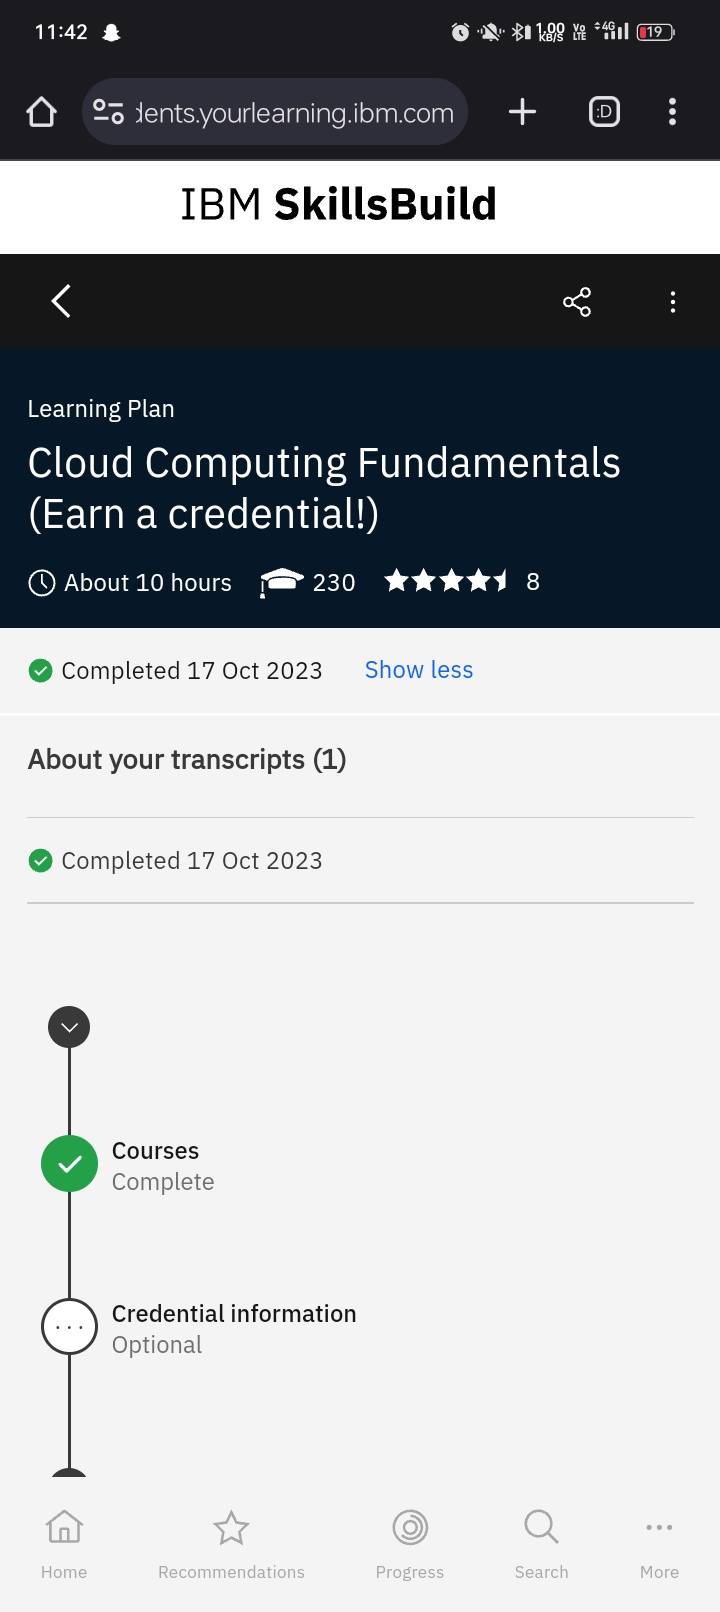 11:42
1.00 KB/S Vo LTE 4G 19
dents.yourlearning.ibm.com :D
IBM SkillsBuild
Learning Plan
Cloud Computing Fundamentals
(Earn a credential!)
About 10 hours 230 8
Completed 17 Oct 2023 Show less
About your transcripts (1)
Completed 17 Oct 2023
Courses
Complete
Credential information
Optional
Home Recommendations Progress Search More